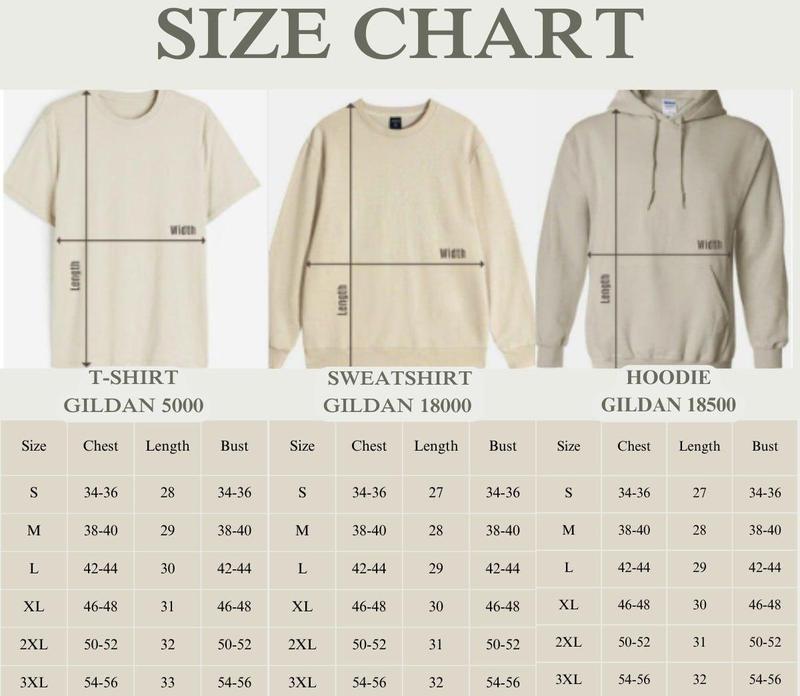 SIZE CHART
Width
Length
Width
Length
Width
Length
T-SHIRT
GILDAN 5000
SWEATSHIRT
GILDAN 18000
HOODIE
GILDAN 18500
Size Chest Length Bust Size Chest Length Bust Size Chest Length Bust
S 34-36 28 34-36 S 34-36 27 34-36 S 34-36 27 34-36
M 38-40 29 38-40 M 38-40 28 38-40 M 38-40 28 38-40
L 42-44 30 42-44 L 42-44 29 42-44 L 42-44 29 42-44
XL 46-48 31 46-48 XL 46-48 30 46-48 XL 46-48 30 46-48
2XL 50-52 32 50-52 2XL 50-52 31 50-52 2XL 50-52 31 50-52
3XL 54-56 33 54-56 3XL 54-56 32 54-56 3XL 54-56 32 54-56